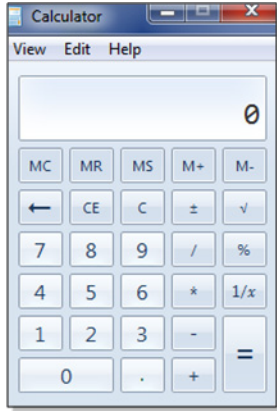 Calculator
View Edit Help
0
MC MR MS M+ M-
← CE C ± √
7 8 9 / %
4 5 6 * 1/x
1 2 3 - =
0 . +